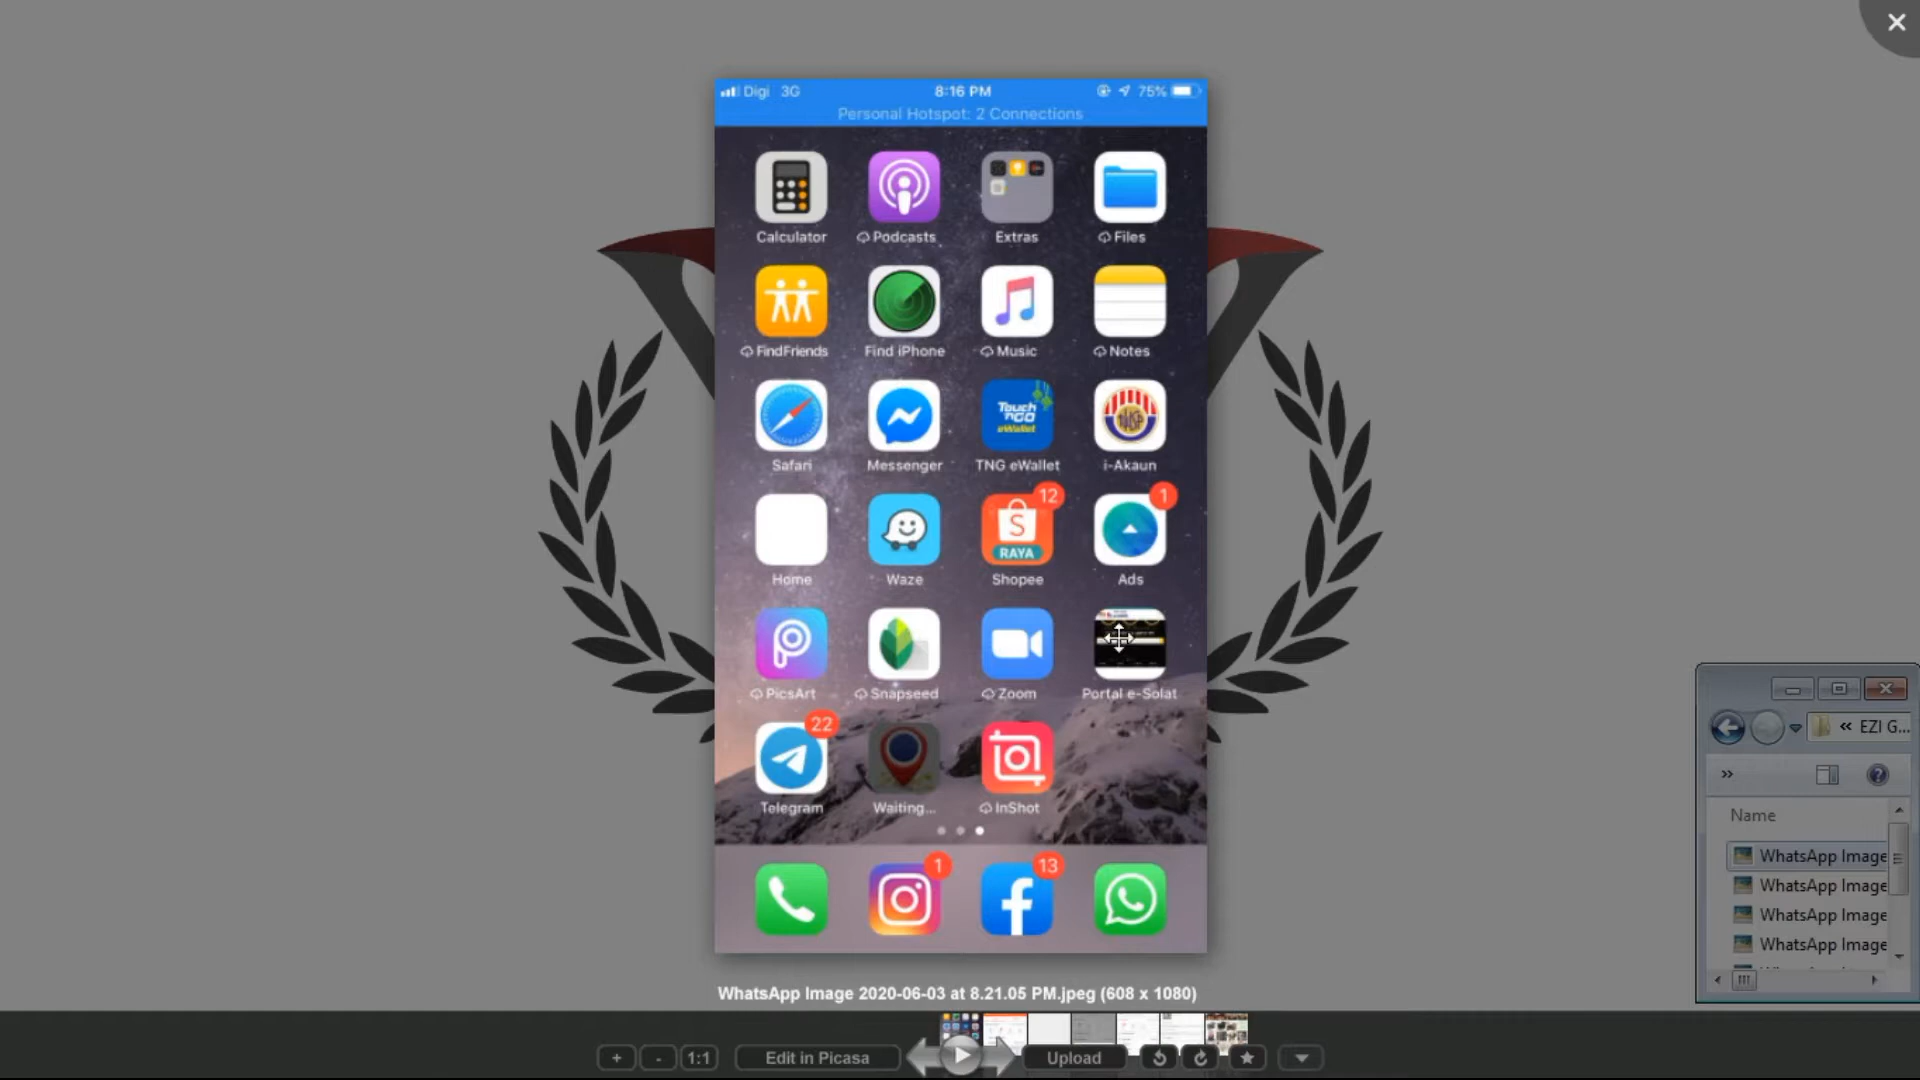 Digi 3G 8:16 PM 75%
Personal Hotspot: 2 Connections
Calculator Podcasts Extras Files
FindFriends Find iPhone Music Notes
Touch
'nGO
eWallet
Safari Messenger TNG eWallet i-Akaun
12 1
S
RAYA
Home Waze Shopee Ads
PicsArt Snapseed Zoom Portal e-Solat
22
Telegram Waiting... InShot
1 13
WhatsApp Image 2020-06-03 at 8.21.05 PM.jpeg (608 x 1080)
+ - 1:1 Edit in Picasa Upload
« EZI G...
»
Name
WhatsApp Image
WhatsApp Image
WhatsApp Image
WhatsApp Image